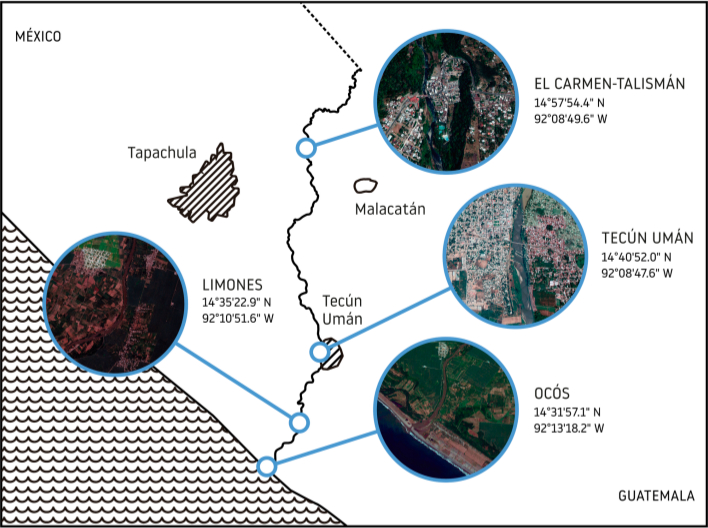 MÉXICO
EL CARMEN-TALISMÁN
14°57'54.4" N
92°08'49.6" W
Tapachula
Malacatán
TECÚN UMÁN
14°40'52.0" N
92°08'47.6" W
LIMONES
14°35'22.9" N
92°10'51.6" W
Tecún
Umán
OCÓS
14°31'57.1" N
92°13'18.2" W
GUATEMALA